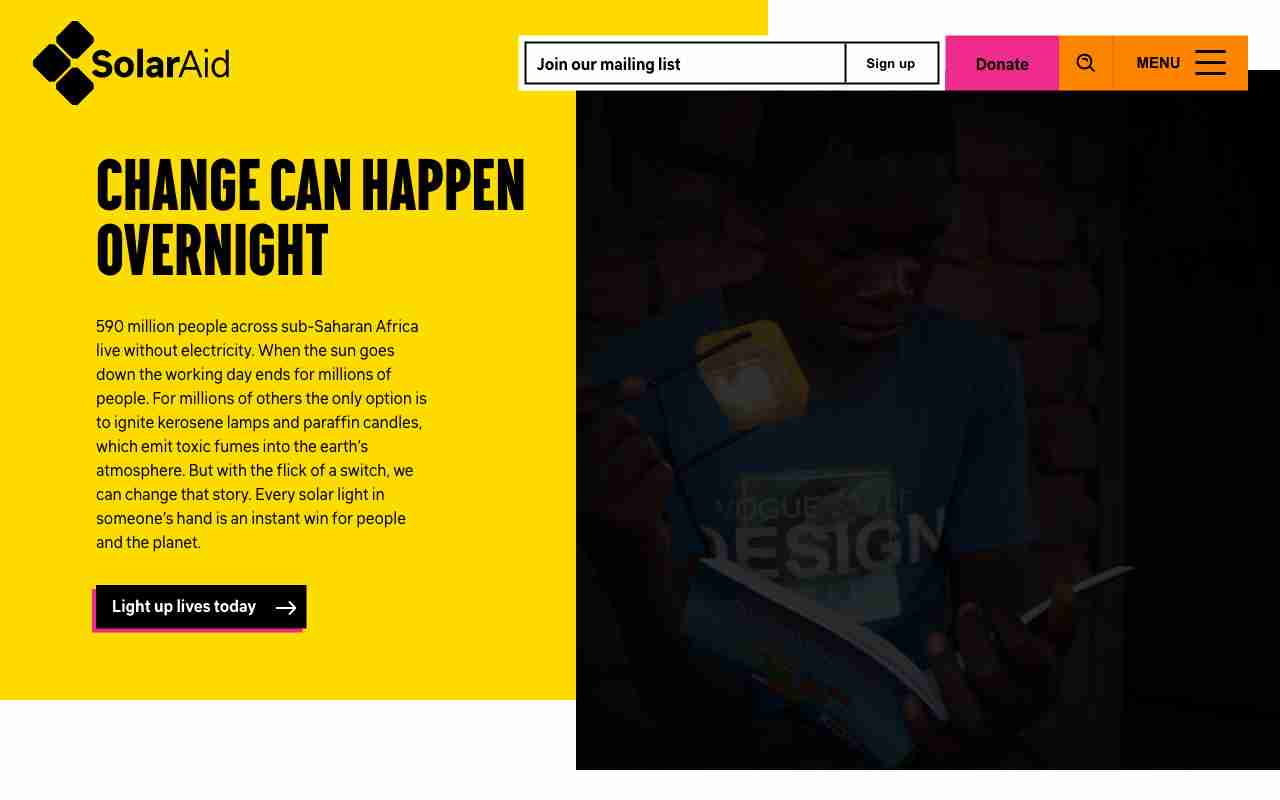 SolarAid
Join our mailing list
Sign up
Donate
MENU
CHANGE CAN HAPPEN
OVERNIGHT
590 million people across sub-Saharan Africa
live without electricity. When the sun goes
down the working day ends for millions of
people. For millions of others the only option is
to ignite kerosene lamps and paraffin candles,
which emit toxic fumes into the earth's
atmosphere. But with the flick of a switch, we
can change that story. Every solar light in
someone's hand is an instant win for people
and the planet.
Light up lives today
VOGUE STYLE
DESIGN